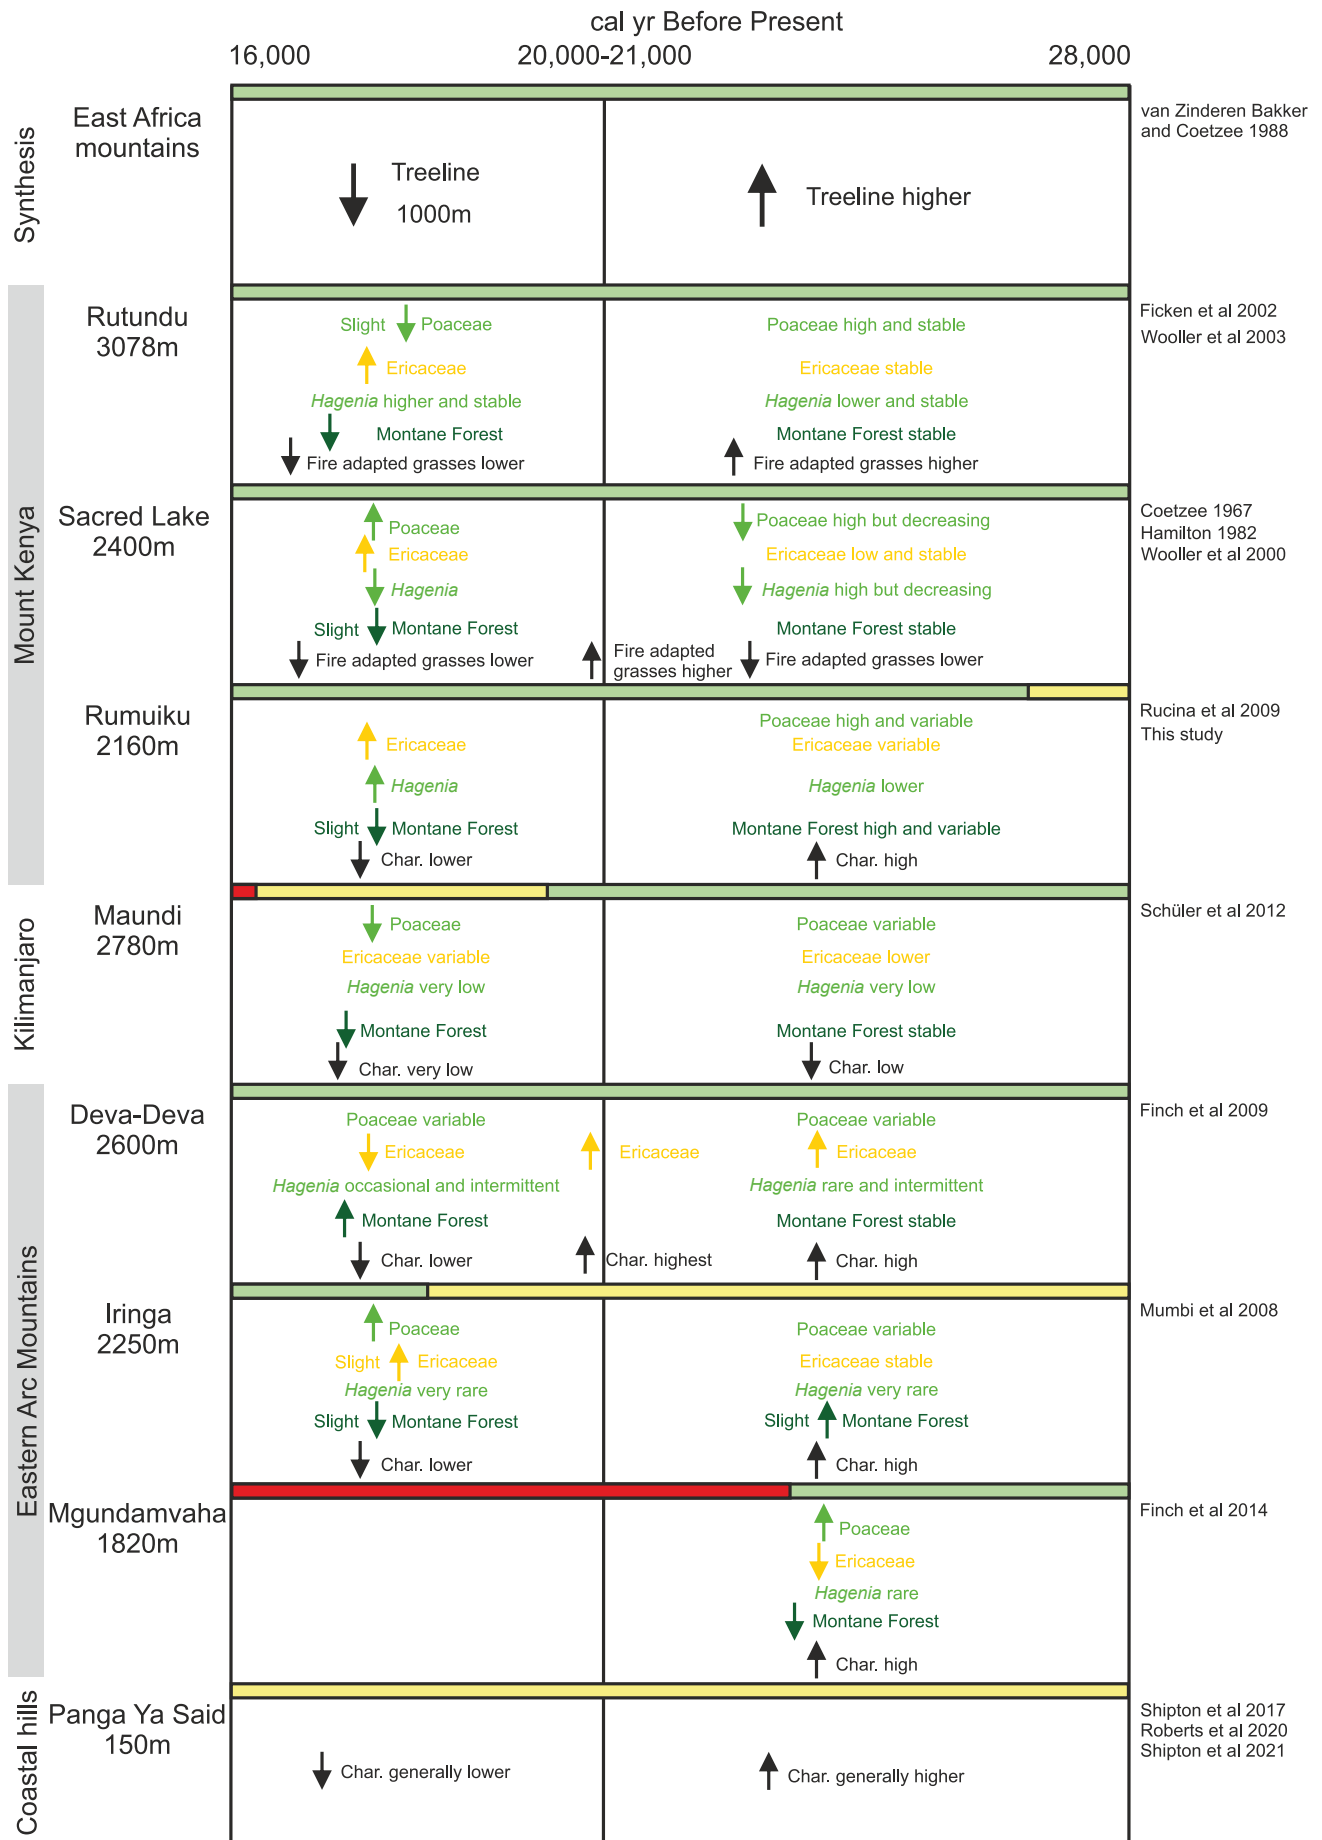 cal yr Before Present
16,000
20,000-21,000
28,000
Synthesis
East Africa
mountains
Treeline
1000m
Treeline higher
van Zinderen Bakker
and Coetzee 1988
Mount Kenya
Rutundu
3078m
Slight Poaceae
Ericaceae
Hagenia higher and stable
Montane Forest
Fire adapted grasses lower
Poaceae high and stable
Ericaceae stable
Hagenia lower and stable
Montane Forest stable
Fire adapted grasses higher
Ficken et al 2002
Wooller et al 2003
Sacred Lake
2400m
Poaceae
Ericaceae
Hagenia
Slight Montane Forest
Fire adapted grasses lower
Fire adapted
grasses higher
Poaceae high but decreasing
Ericaceae low and stable
Hagenia high but decreasing
Montane Forest stable
Fire adapted grasses lower
Coetzee 1967
Hamilton 1982
Wooller et al 2000
Rumuiku
2160m
Ericaceae
Hagenia
Slight Montane Forest
Char. lower
Poaceae high and variable
Ericaceae variable
Hagenia lower
Montane Forest high and variable
Char. high
Rucina et al 2009
This study
Kilimanjaro
Maundi
2780m
Poaceae
Ericaceae variable
Hagenia very low
Montane Forest
Char. very low
Poaceae variable
Ericaceae lower
Hagenia very low
Montane Forest stable
Char. low
Schüler et al 2012
Eastern Arc Mountains
Deva-Deva
2600m
Poaceae variable
Ericaceae
Hagenia occasional and intermittent
Montane Forest
Char. lower
Ericaceae
Char. highest
Poaceae variable
Ericaceae
Hagenia rare and intermittent
Montane Forest stable
Char. high
Finch et al 2009
Iringa
2250m
Poaceae
Slight Ericaceae
Hagenia very rare
Slight Montane Forest
Char. lower
Poaceae variable
Ericaceae stable
Hagenia very rare
Slight Montane Forest
Char. high
Mumbi et al 2008
Mgundamvaha
1820m
Poaceae
Ericaceae
Hagenia rare
Montane Forest
Char. high
Finch et al 2014
Coastal hills
Panga Ya Said
150m
Char. generally lower
Char. generally higher
Shipton et al 2017
Roberts et al 2020
Shipton et al 2021